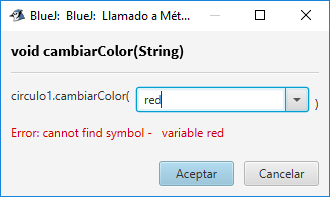 BlueJ: BlueJ: Llamado a Mét...
void cambiarColor(String)
circulo1.cambiarColor( red )
Error: cannot find symbol - variable red
Aceptar Cancelar